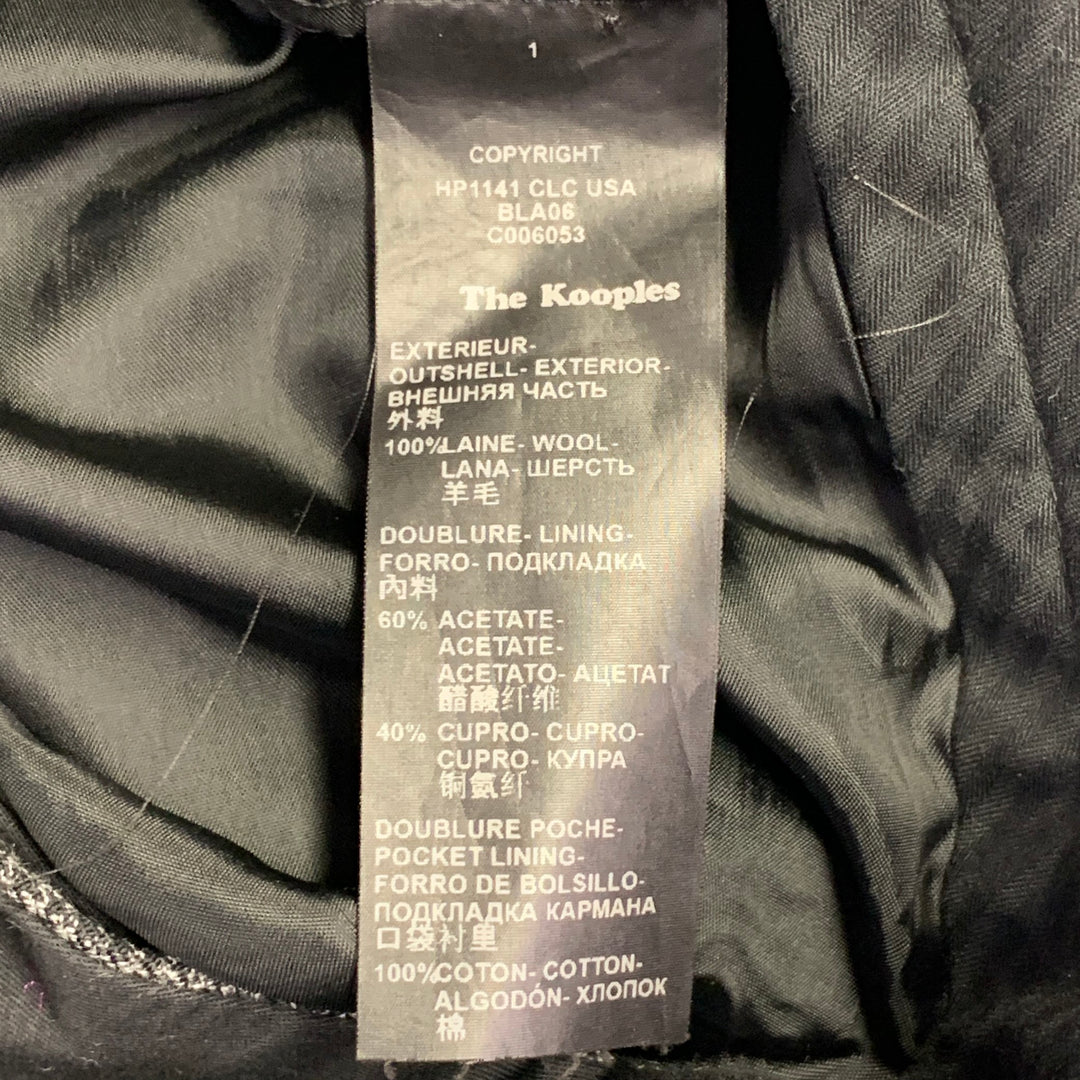 1
COPYRIGHT
HP1141 CLC USA
BLA06
C006053
The Kooples
EXTERIEUR-
OUTSHELL- EXTERIOR-
ВНЕШНЯЯ ЧАСТЬ
外料
100%LAINE- WOOL-
LANA- ШЕРСТЬ
羊毛
DOUBLURE- LINING-
FORRO- ПОДКЛАДКА
內料
60% ACETATE-
ACETATE-
ACETATO- АЦЕТАТ
醋酸纤维
40% CUPRO- CUPRO-
CUPRO- КУПРА
铜氨纤
DOUBLURE POCHE-
POCKET LINING-
FORRO DE BOLSILLO-
ПОДКЛАДКА КАРМАНА
口袋衬里
100%COTON- COTTON-
ALGODÓN- ХЛОПОК
棉